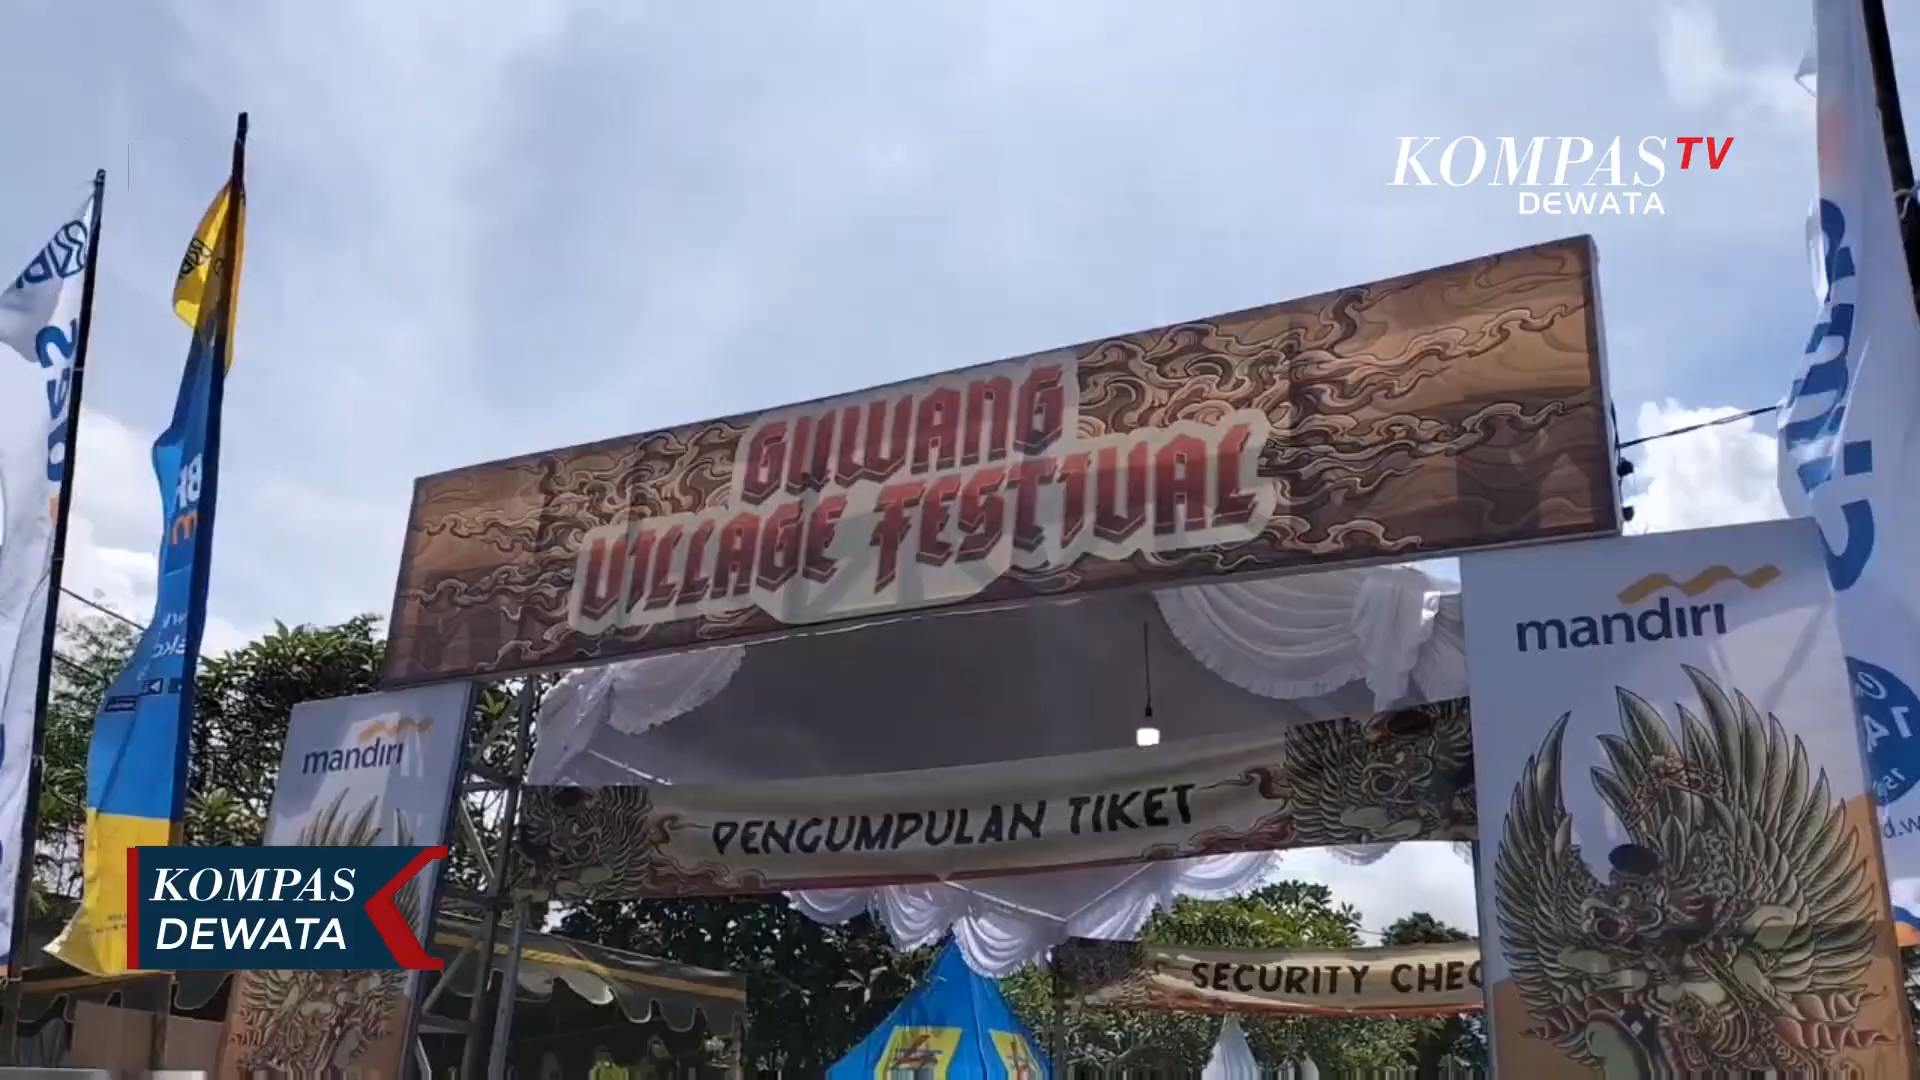 KOMPAS TV
DEWATA
GUWANG
VILLAGE FESTIVAL
mandiri
mandiri
PENGUMPULAN TIKET
SECURITY CHEC
KOMPAS
DEWATA